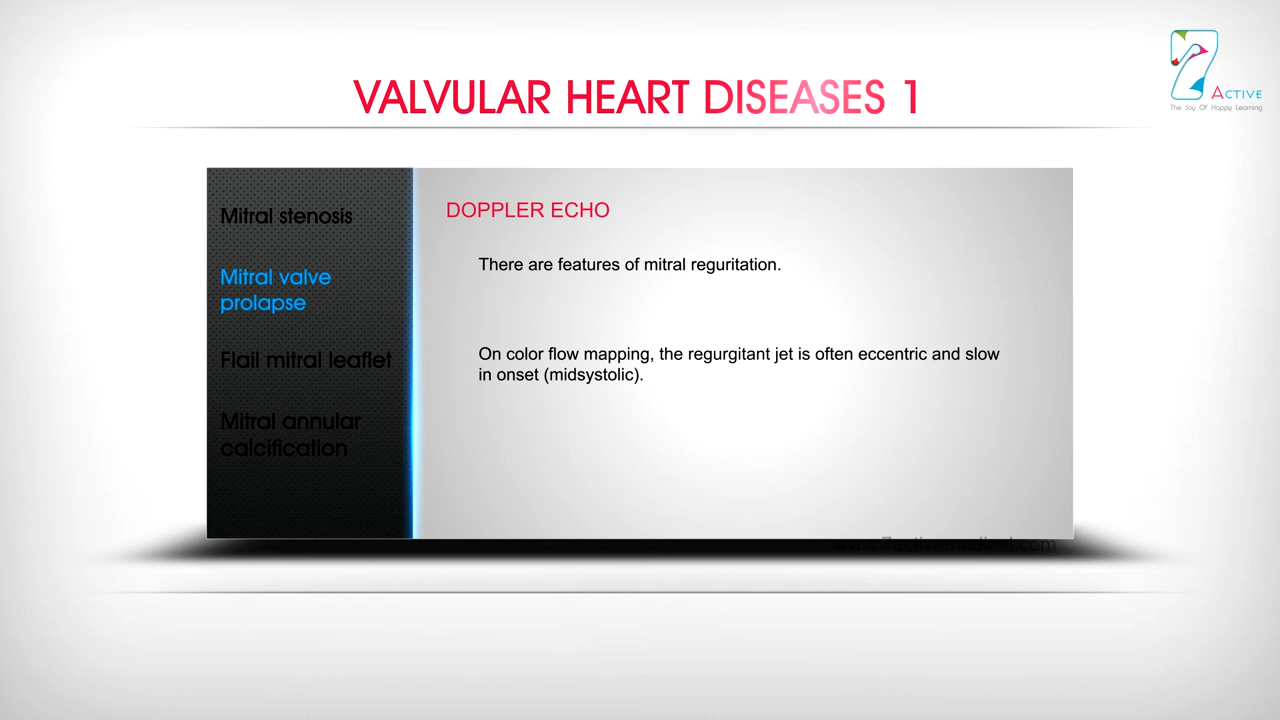 VALVULAR HEART DISEASES 1
7 ACTIVE
The Joy Of Happy Learning
Mitral stenosis
Mitral valve
prolapse
Flail mitral leaflet
Mitral annular
calcification
DOPPLER ECHO
There are features of mitral reguritation.
On color flow mapping, the regurgitant jet is often eccentric and slow
in onset (midsystolic).